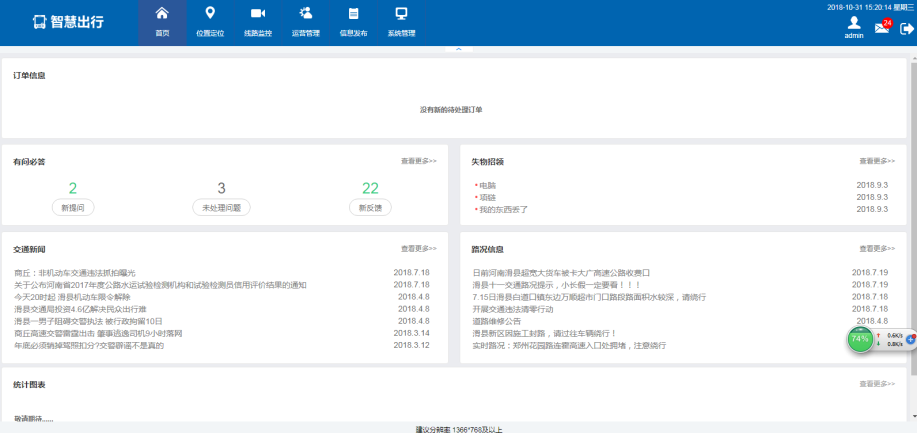 2018-10-31 15:20:14 星期三
智慧出行
首页 位置定位 线路监控 运营管理 信息发布 系统管理
24
admin
订单信息
没有新的待处理订单
有问必答 查看更多>>
2 3 22
新提问 未处理问题 新反馈
失物招领 查看更多>>
•电脑 2018.9.3
•项链 2018.9.3
•我的东西丢了 2018.9.3
交通新闻 查看更多>>
商丘：非机动车交通违法抓拍曝光 2018.7.18
关于公布河南省2017年度公路水运试验检测机构和试验检测员信用评价结果的通知 2018.7.18
今天20时起 滑县机动车限令解除 2018.4.8
滑县交通局投资4.6亿解决民众出行难 2018.4.8
滑县一男子阻碍交警执法 被行政拘留10日 2018.4.8
商丘高速交警雷霆出击 肇事逃逸司机9小时落网 2018.3.14
年底必须销掉驾照扣分?交警辟谣不是真的 2018.3.12
路况信息 查看更多>>
日前河南滑县超宽大货车被卡大广高速公路收费口 2018.7.19
滑县十一交通路况提示，小长假一定要看！！！ 2018.7.19
7.15日滑县白道口镇东边万顺超市门口路段路面积水较深，请绕行 2018.7.18
开展交通违法清零行动 2018.7.18
道路维修公告 2018.4.8
滑县新区因施工封路，请过往车辆绕行！
实时路况：郑州花园路连霍高速入口处拥堵，注意绕行
74%
0.6K/s
0.8K/s
统计图表 查看更多>>
敬请期待......
建议分辨率 1366*768及以上